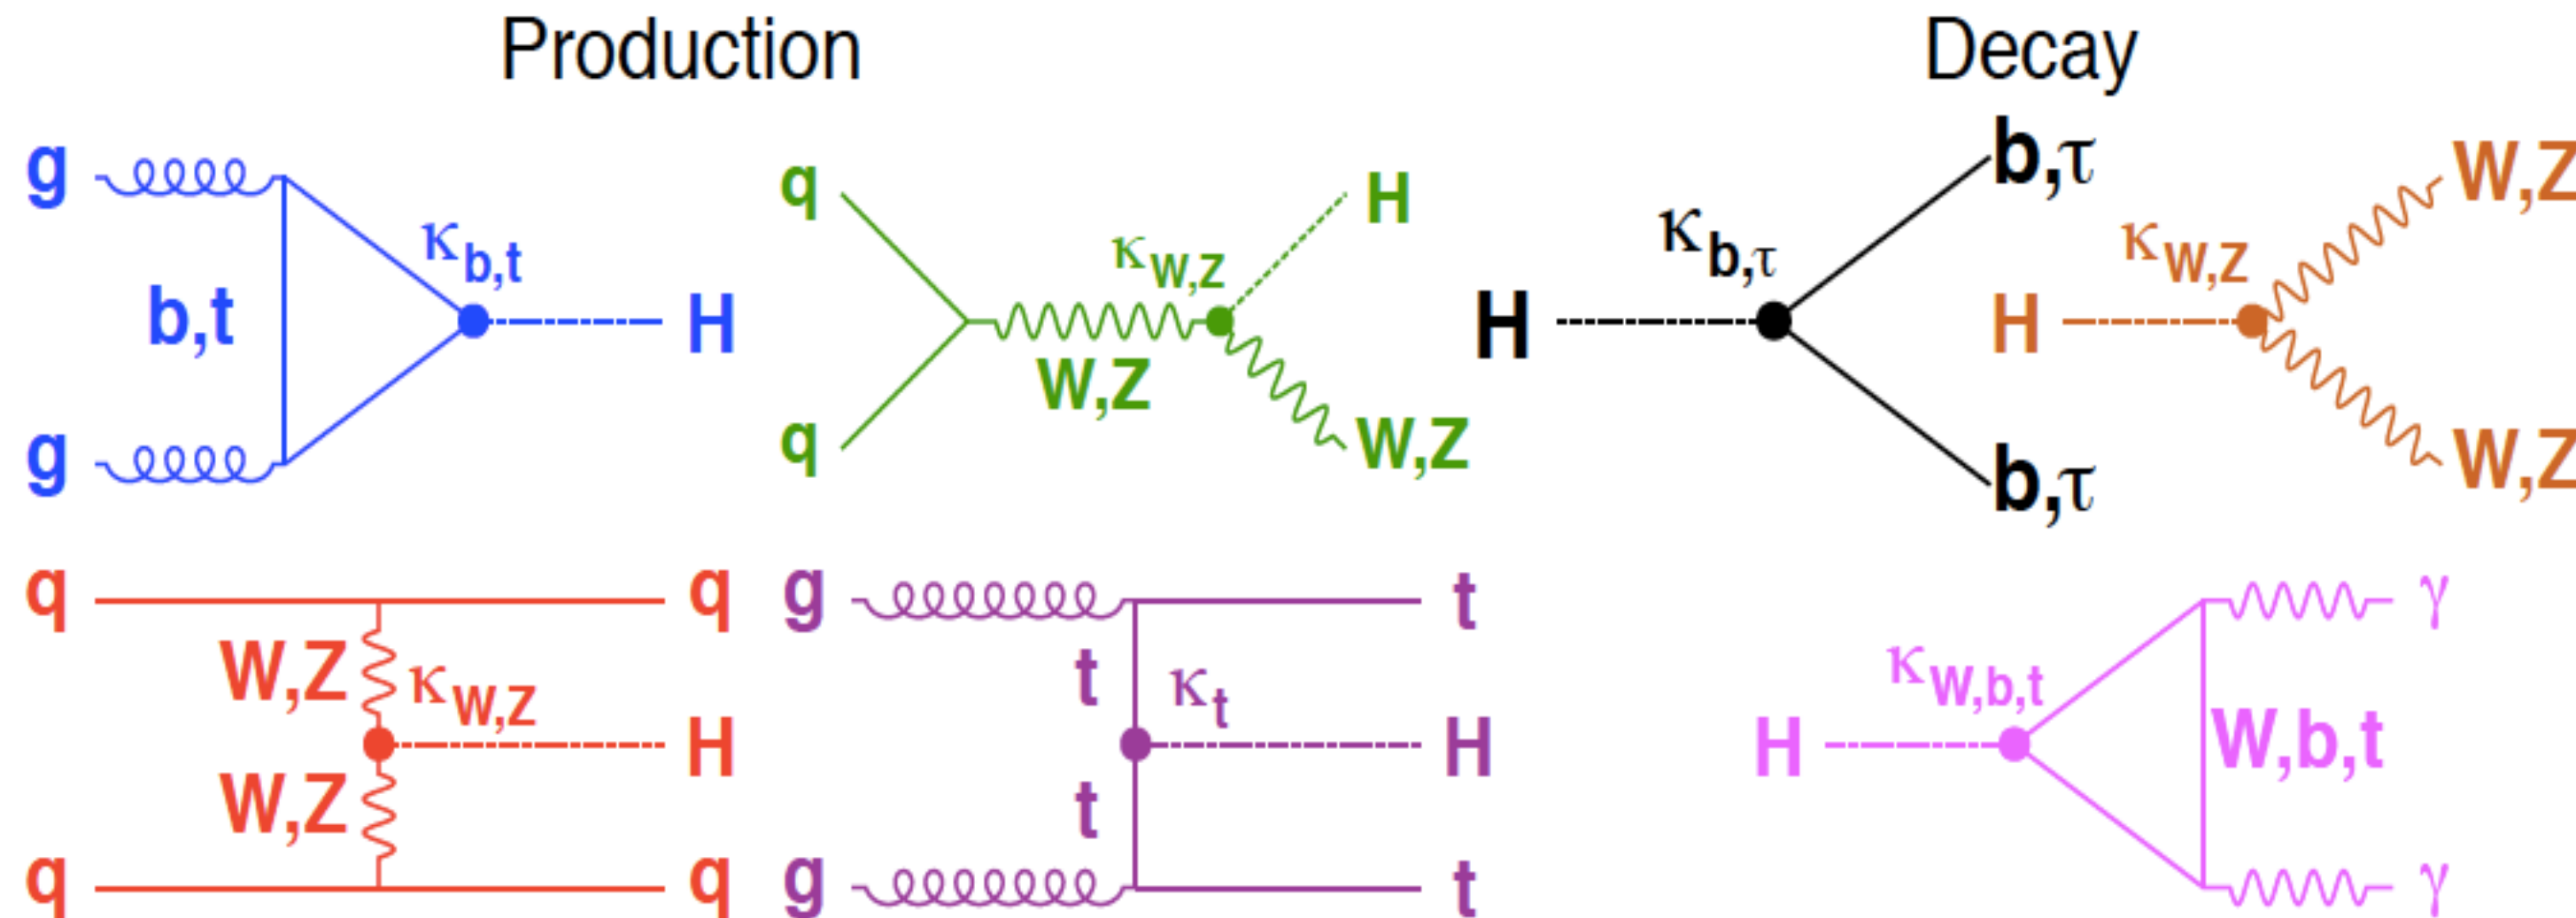 Production
Decay
g
g
b,t
κb,t
H
q
q
W,Z
κW,Z
H
W,Z
H
κb,τ
b,τ
b,τ
H
κW,Z
W,Z
W,Z
q
q
W,Z
W,Z
κW,Z
H
q
q
g
g
t
t
κt
t
H
t
H
κW,b,t
W,b,t
γ
γ